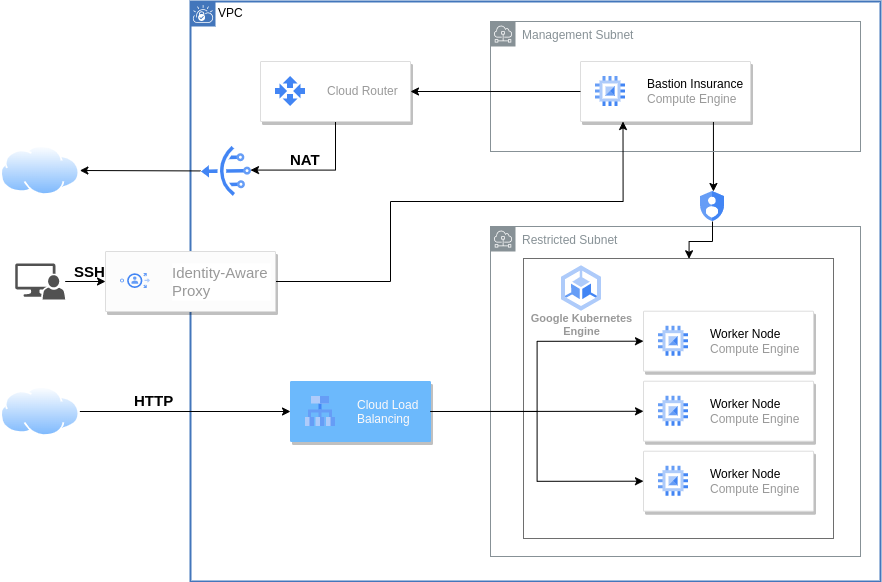 VPC
Management Subnet
Cloud Router
Bastion Insurance
Compute Engine
NAT
SSH
Identity-Aware
Proxy
Restricted Subnet
Google Kubernetes
Engine
Worker Node
Compute Engine
HTTP
Cloud Load
Balancing
Worker Node
Compute Engine
Worker Node
Compute Engine